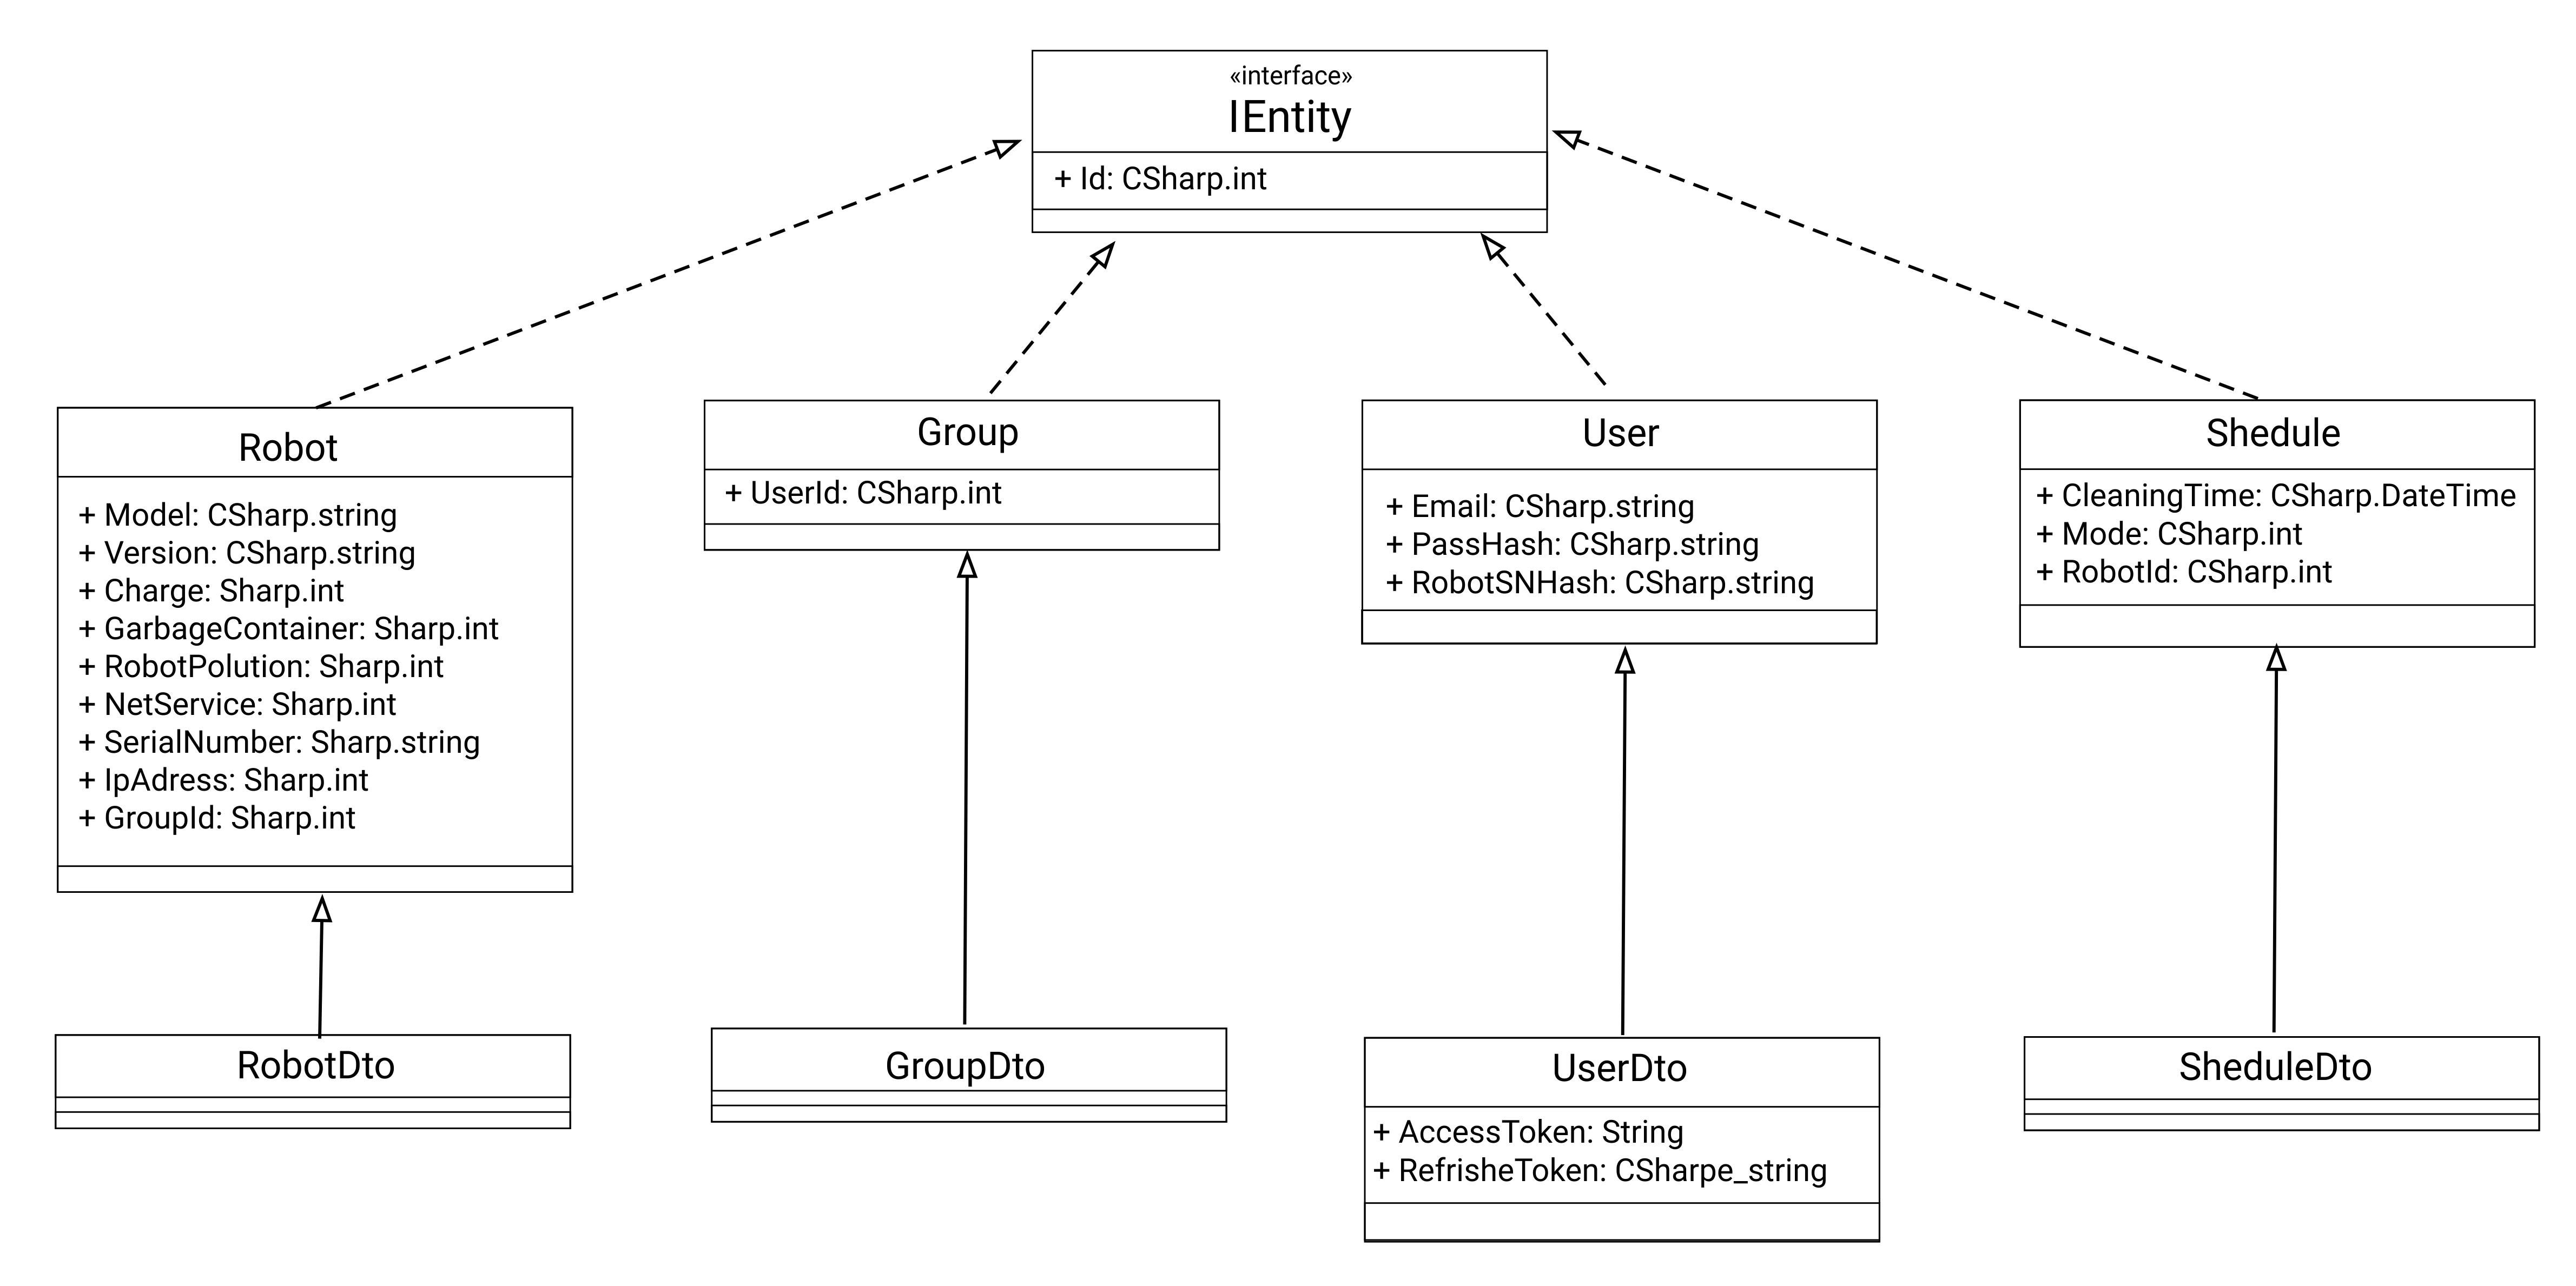 «interface»
IEntity
+ Id: CSharp.int
Robot
+ Model: CSharp.string
+ Version: CSharp.string
+ Charge: Sharp.int
+ GarbageContainer: Sharp.int
+ RobotPolution: Sharp.int
+ NetService: Sharp.int
+ SerialNumber: Sharp.string
+ IpAdress: Sharp.int
+ GroupId: Sharp.int
Group
+ UserId: CSharp.int
User
+ Email: CSharp.string
+ PassHash: CSharp.string
+ RobotSNHash: CSharp.string
Shedule
+ CleaningTime: CSharp.DateTime
+ Mode: CSharp.int
+ RobotId: CSharp.int
RobotDto
GroupDto
UserDto
+ AccessToken: String
+ RefrisheToken: CSharpe_string
SheduleDto